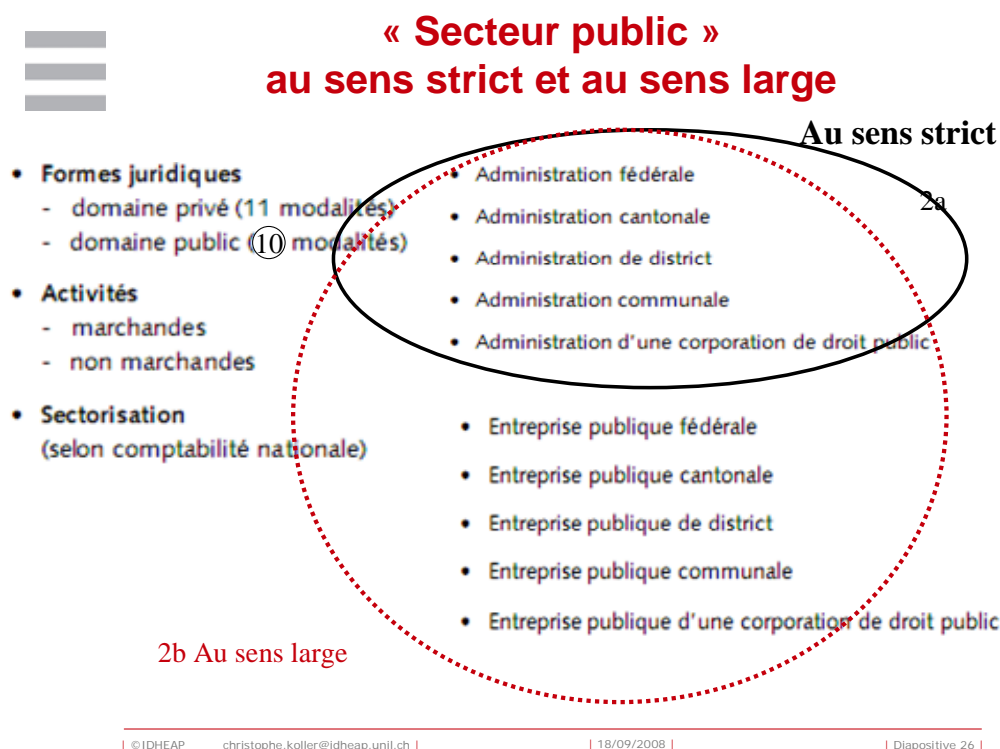 « Secteur public »
au sens strict et au sens large
Au sens strict
2a
• Formes juridiques
- domaine privé (11 modalités)
- domaine public (10 modalités)
• Activités
- marchandes
- non marchandes
• Sectorisation
(selon comptabilité nationale)
• Administration fédérale
• Administration cantonale
• Administration de district
• Administration communale
• Administration d'une corporation de droit public
• Entreprise publique fédérale
• Entreprise publique cantonale
• Entreprise publique de district
• Entreprise publique communale
• Entreprise publique d'une corporation de droit public
2b Au sens large
| ©IDHEAP christophe.koller@idheap.unil.ch | | 18/09/2008 | | Diapositive 26 |